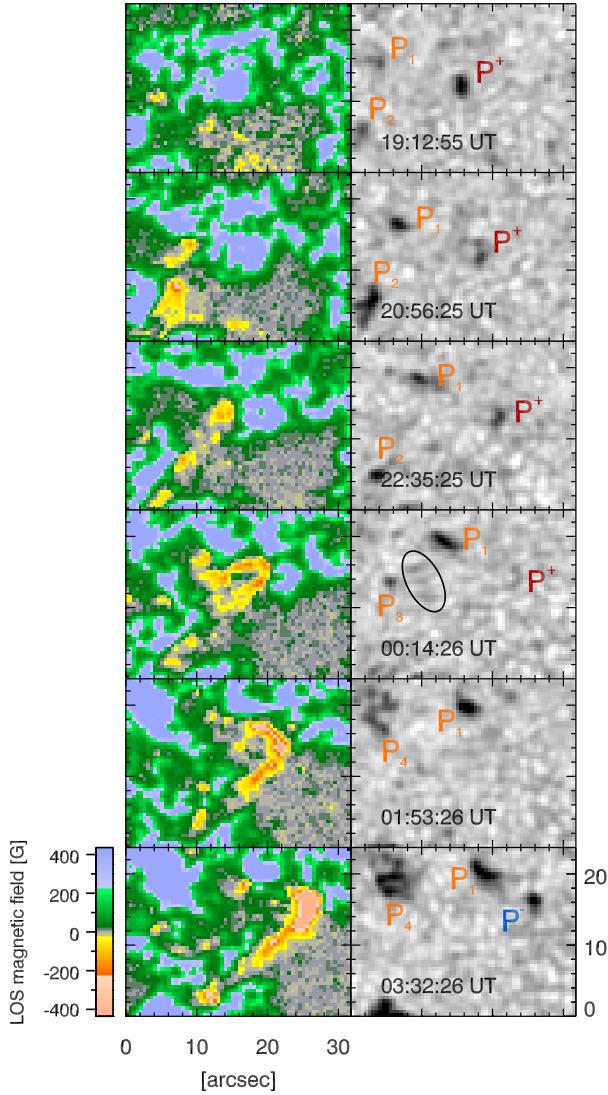 P₁
P⁺
P₂
19:12:55 UT
P₁
P⁺
P₂
20:56:25 UT
P₁
P⁺
P₂
22:35:25 UT
P₁
P⁺
P₃
00:14:26 UT
P₁
P₄
01:53:26 UT
P₁
P₄
P⁻
03:32:26 UT
LOS magnetic field [G]
400
200
0
-200
-400
20
10
0
0 10 20 30
[arcsec]